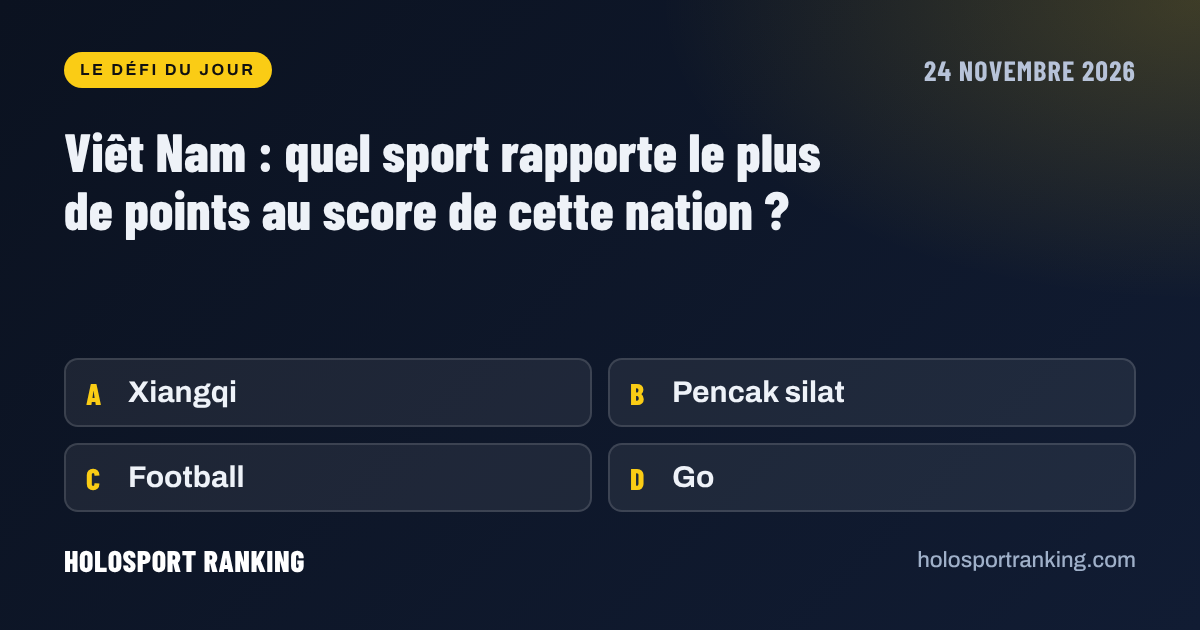 LE DÉFI DU JOUR
24 NOVEMBRE 2026
Viêt Nam : quel sport rapporte le plus
de points au score de cette nation ?
A Xiangqi
B Pencak silat
C Football
D Go
HOLOSPORT RANKING
holosportranking.com